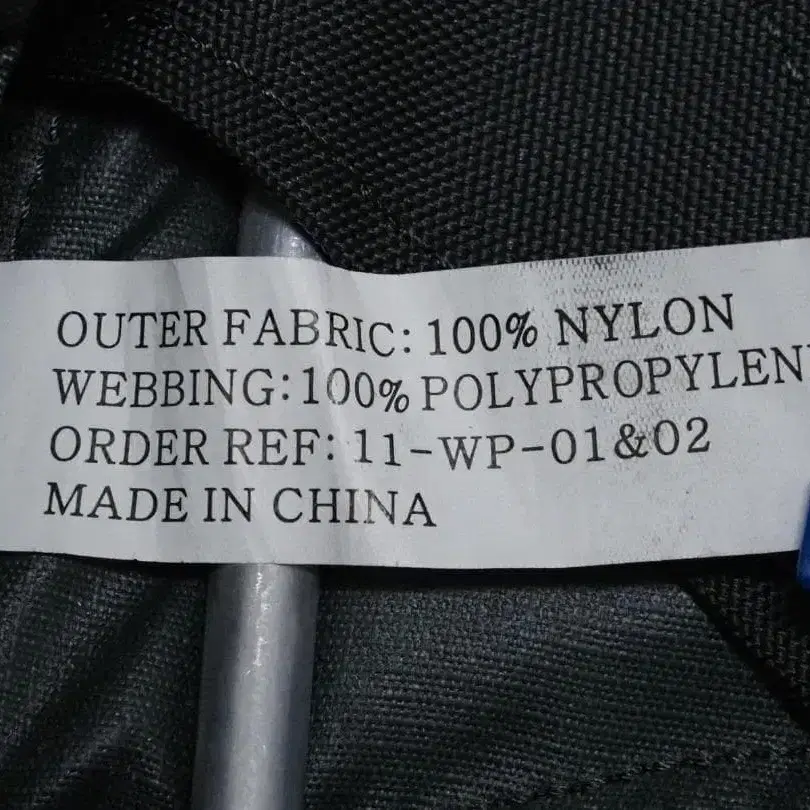 OUTER FABRIC: 100% NYLON
WEBBING: 100% POLYPROPYLEN
ORDER REF: 11-WP-01&02
MADE IN CHINA